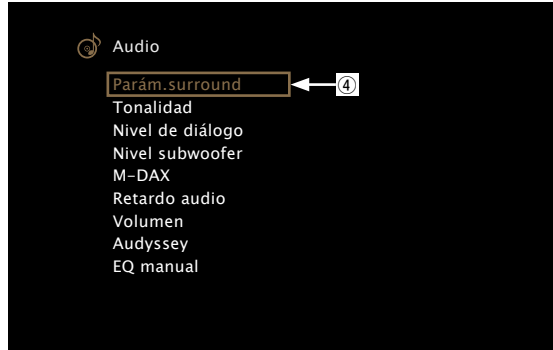 Audio
Parám.surround
④
Tonalidad
Nivel de diálogo
Nivel subwoofer
M-DAX
Retardo audio
Volumen
Audyssey
EQ manual